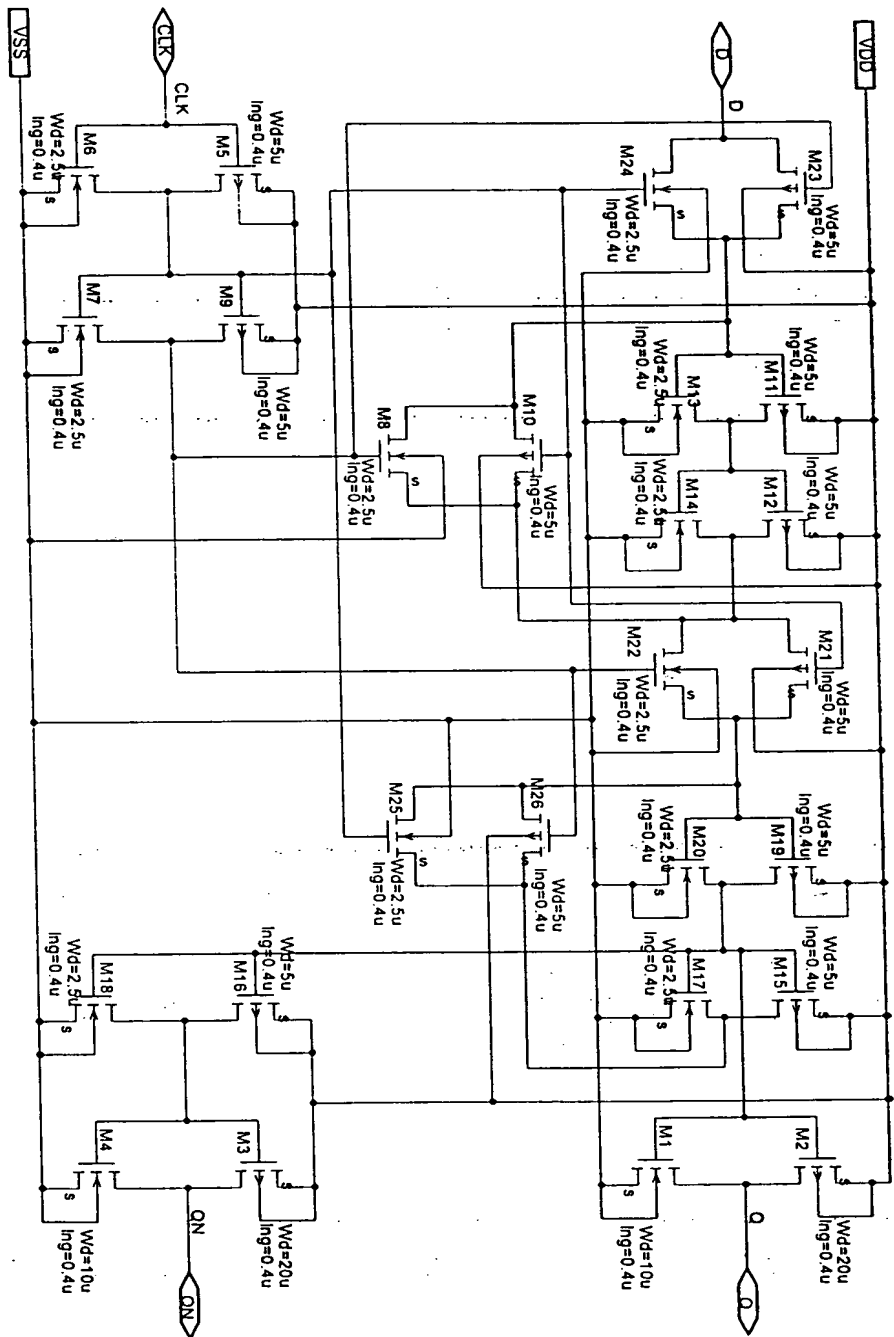 VDD
D
D
M23
Wd=5u
lng=0.4u
M24
Wd=2.5u
lng=0.4u
s
s
Wd=5u
lng=0.4u
M11
s
M13
Wd=2.5u
lng=0.4u
s
Wd=5u
lng=0.4u
M12
s
M14
Wd=2.5u
lng=0.4u
s
M21
Wd=5u
lng=0.4u
s
M22
Wd=2.5u
lng=0.4u
s
Wd=5u
lng=0.4u
M19
s
M20
Wd=2.5u
lng=0.4u
s
Wd=5u
lng=0.4u
M15
s
M17
Wd=2.5u
lng=0.4u
s
M2
s
Wd=20u
lng=0.4u
M1
s
Wd=10u
lng=0.4u
Q
Q
M10
Wd=5u
lng=0.4u
s
M8
Wd=2.5u
lng=0.4u
s
M26
Wd=5u
lng=0.4u
s
M25
Wd=2.5u
lng=0.4u
s
CLK
CLK
Wd=5u
lng=0.4u
M5
s
M6
Wd=2.5u
lng=0.4u
s
M9
s
Wd=5u
lng=0.4u
M7
s
Wd=2.5u
lng=0.4u
Wd=5u
lng=0.4u
M16
s
M18
Wd=2.5u
lng=0.4u
s
M3
s
Wd=20u
lng=0.4u
M4
s
Wd=10u
lng=0.4u
QN
QN
VSS